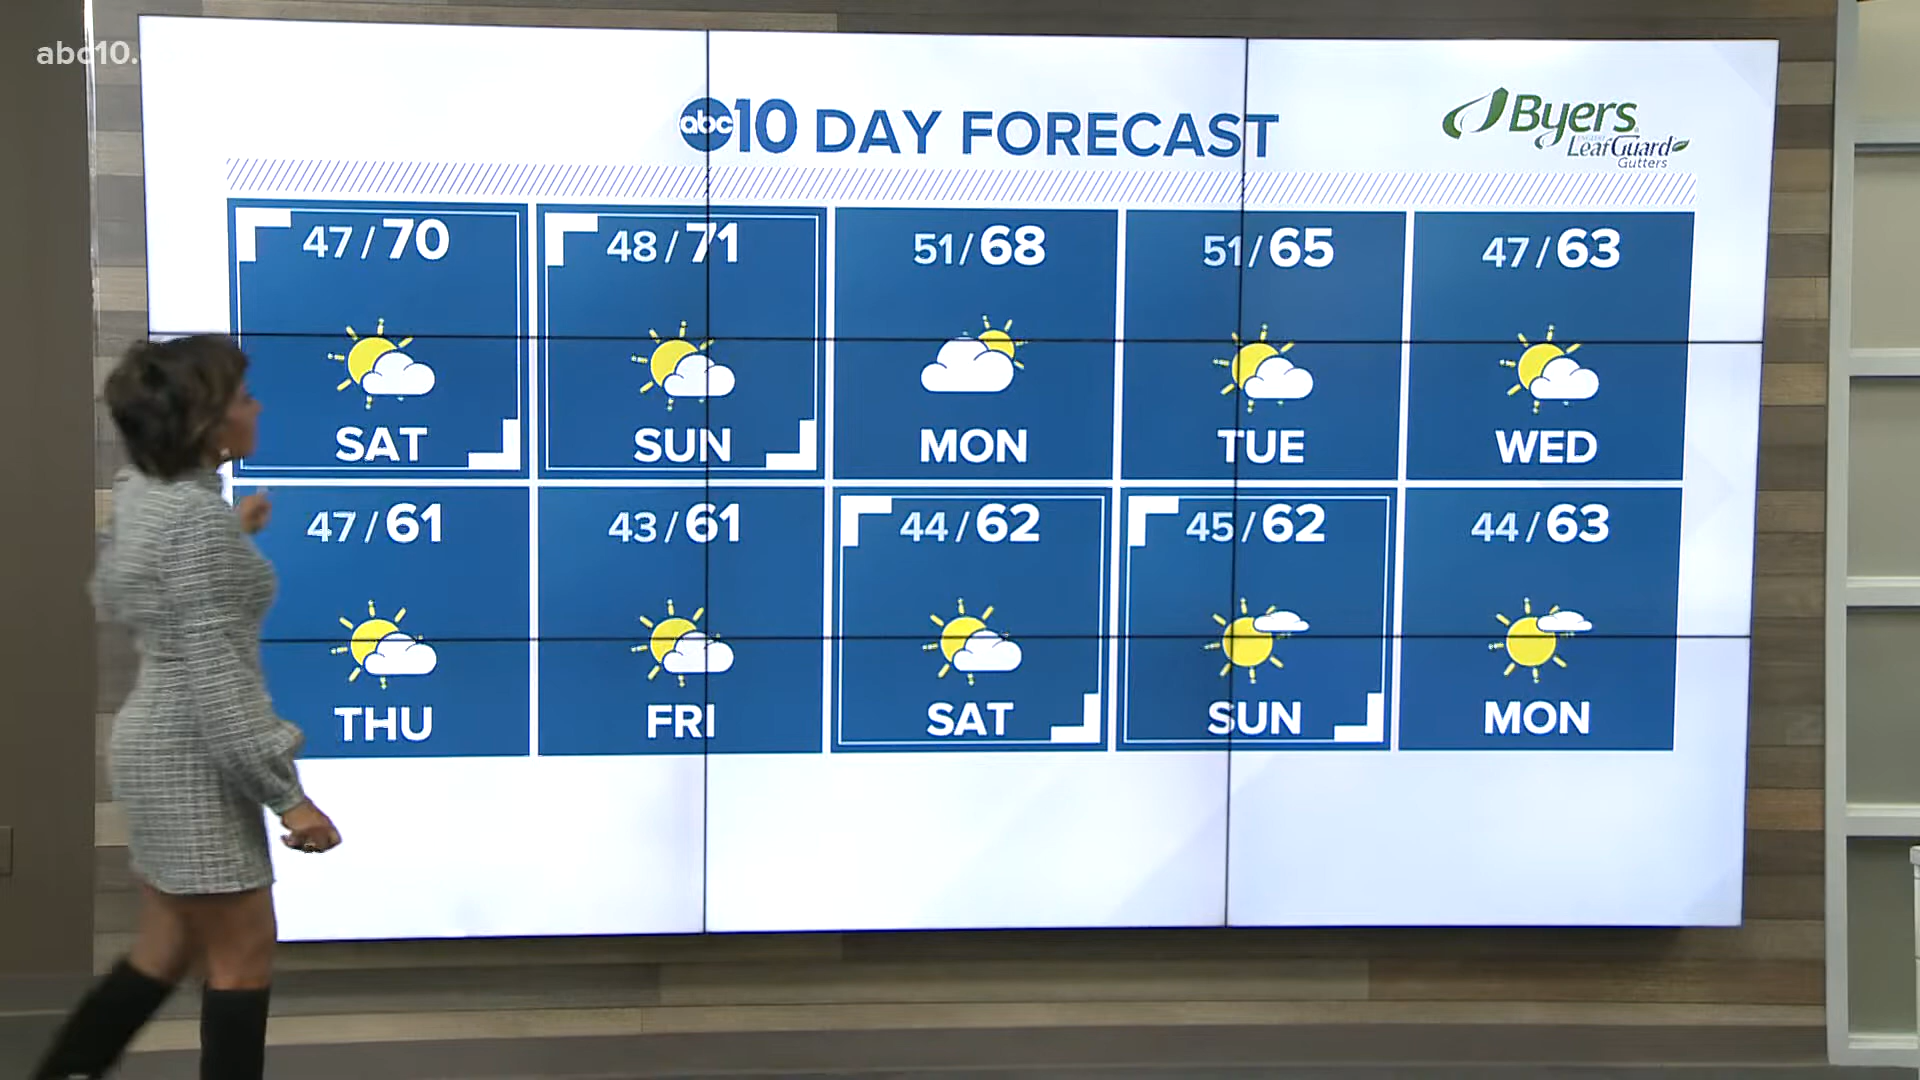 abc10.
abc10 DAY FORECAST
Byers
LeafGuard
Gutters
47/70
48/71
51/68
51/65
47/63
SAT
SUN
MON
TUE
WED
47/61
43/61
44/62
45/62
44/63
THU
FRI
SAT
SUN
MON